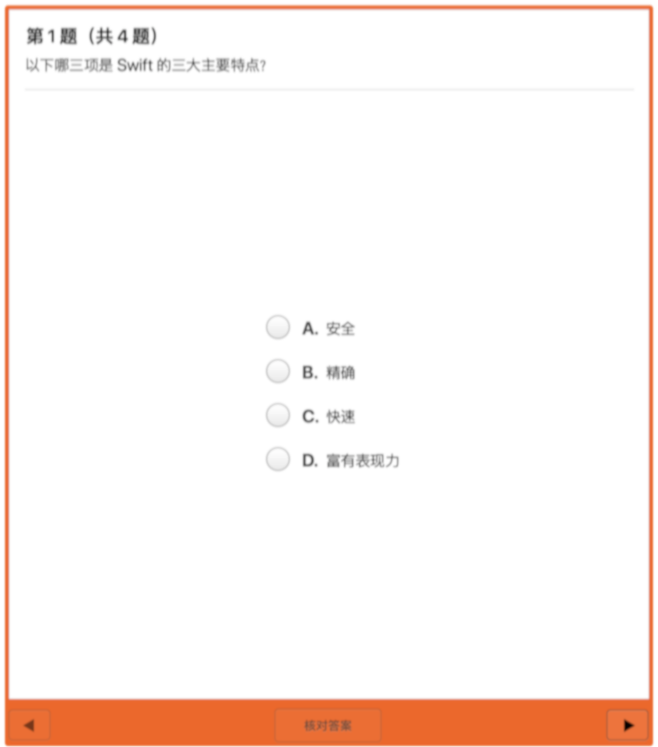 第1题（共4题）
以下哪三项是 Swift 的三大主要特点?
A. 安全
B. 精确
C. 快速
D. 富有表现力
核对答案